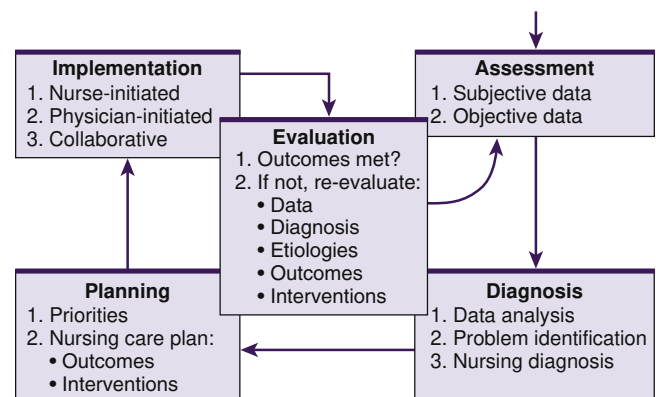 Implementation
1. Nurse-initiated
2. Physician-initiated
3. Collaborative
Assessment
1. Subjective data
2. Objective data
Evaluation
1. Outcomes met?
2. If not, re-evaluate:
• Data
• Diagnosis
• Etiologies
• Outcomes
• Interventions
Planning
1. Priorities
2. Nursing care plan:
• Outcomes
• Interventions
Diagnosis
1. Data analysis
2. Problem identification
3. Nursing diagnosis